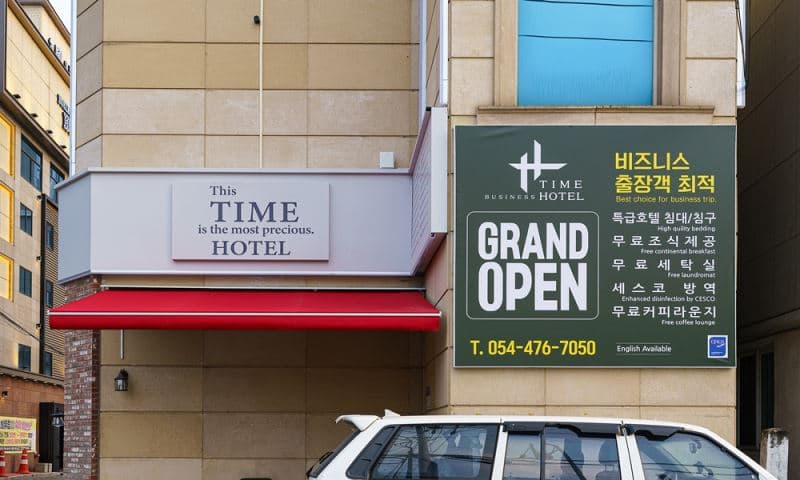 This
TIME
is the most precious.
HOTEL
TIME
BUSINESS HOTEL
GRAND
OPEN
T. 054-476-7050
비즈니스
출장객 최적
Best choice for business trip.
특급호텔 침대/침구
High quility bedding
무료조식제공
Free continental breakfast
무료세탁실
Free laundromat
세스코 방역
Enhanced disinfection by CESCO
무료커피라운지
Free coffee lounge
English Available